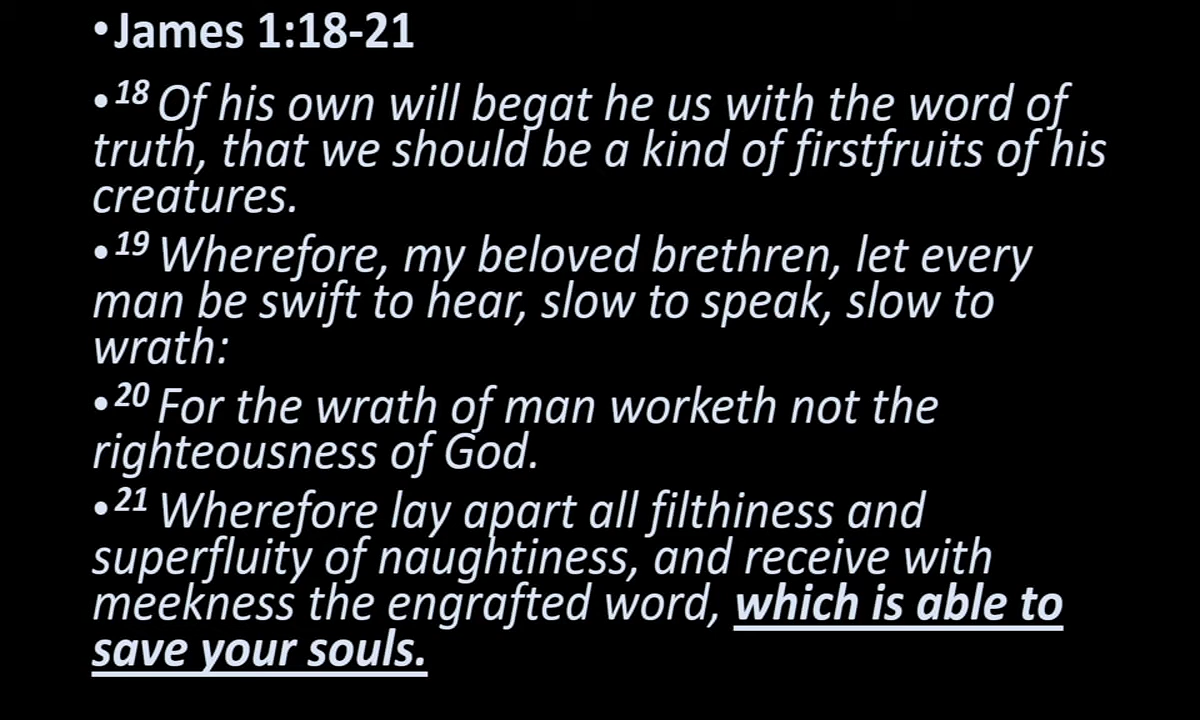 •James 1:18-21
•18 Of his own will begat he us with the word of
truth, that we should be a kind of firstfruits of his
creatures.
•19 Wherefore, my beloved brethren, let every
man be swift to hear, slow to speak, slow to
wrath:
•20 For the wrath of man worketh not the
righteousness of God.
•21 Wherefore lay apart all filthiness and
superfluity of naughtiness, and receive with
meekness the engrafted word, which is able to
save your souls.